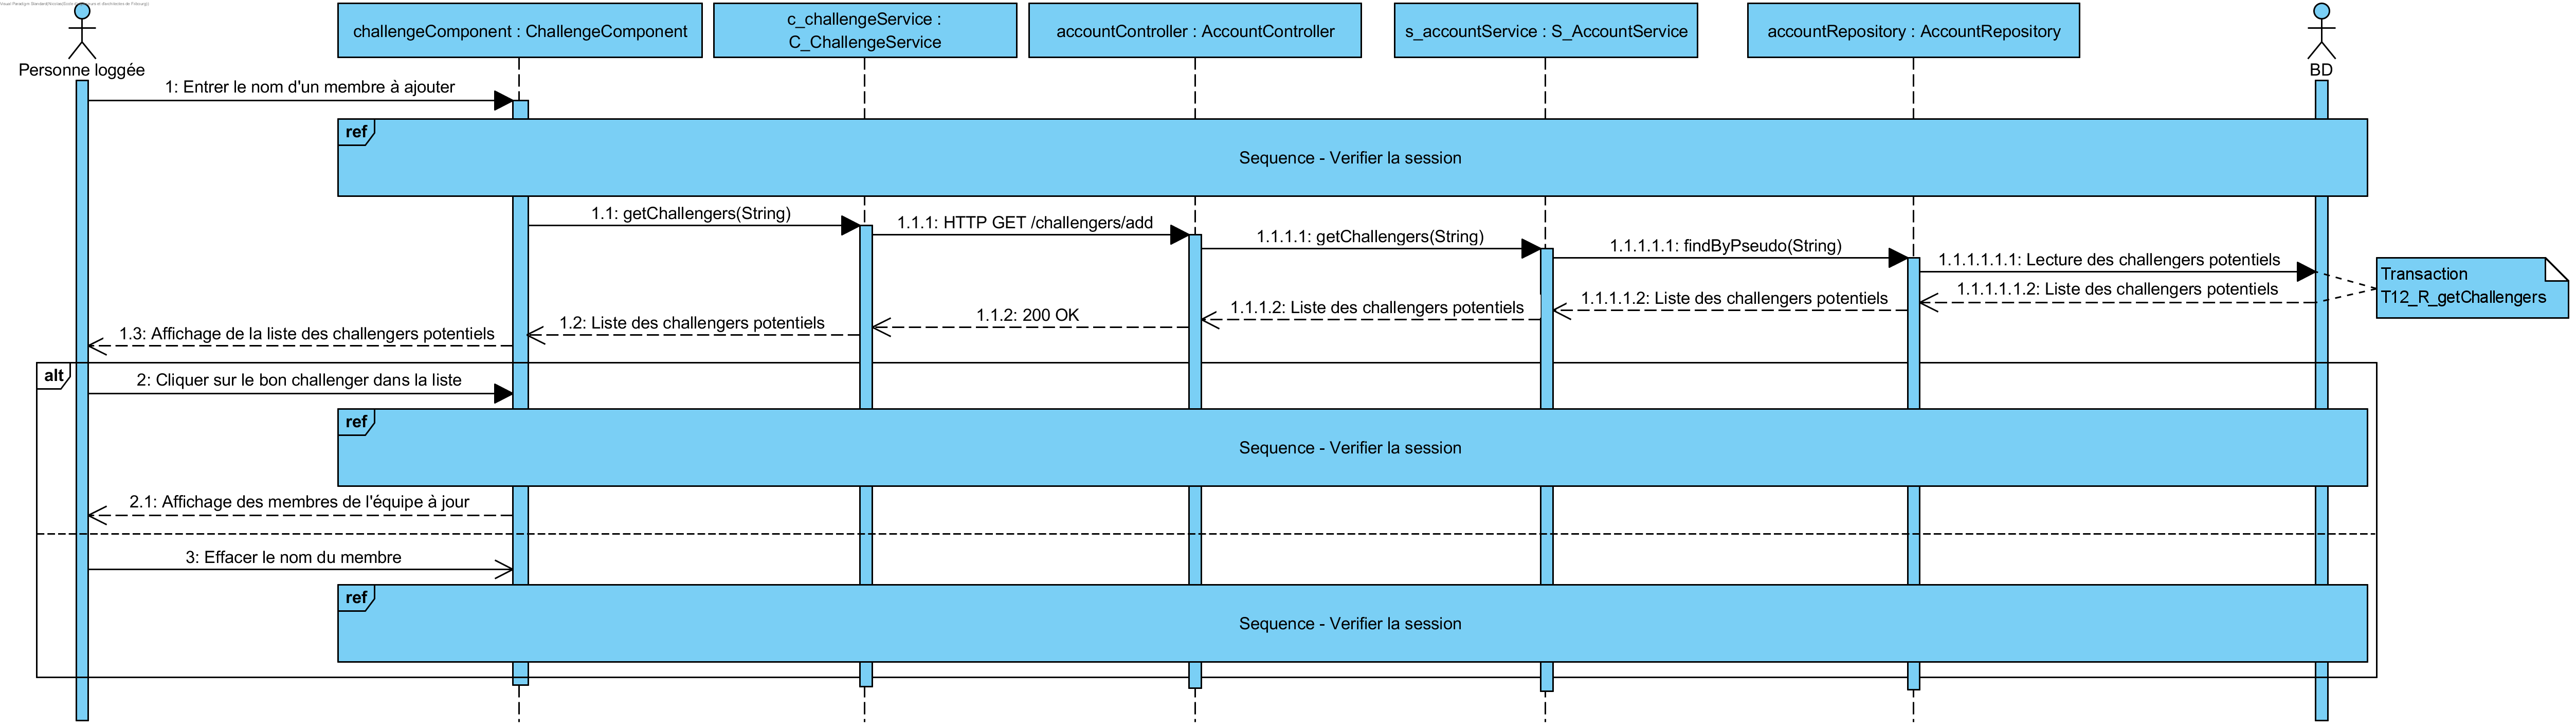 Personne loggée
challengeComponent : ChallengeComponent
c_challengeService :
C_ChallengeService
accountController : AccountController
s_accountService : S_AccountService
accountRepository : AccountRepository
BD
1: Entrer le nom d'un membre à ajouter
ref
Sequence - Verifier la session
1.1: getChallengers(String)
1.1.1: HTTP GET /challengers/add
1.1.1.1: getChallengers(String)
1.1.1.1.1: findByPseudo(String)
1.1.1.1.1.1: Lecture des challengers potentiels
Transaction
T12_R_getChallengers
1.1.1.1.1.2: Liste des challengers potentiels
1.1.1.1.2: Liste des challengers potentiels
1.1.1.2: Liste des challengers potentiels
1.1.2: 200 OK
1.2: Liste des challengers potentiels
1.3: Affichage de la liste des challengers potentiels
alt
2: Cliquer sur le bon challenger dans la liste
ref
Sequence - Verifier la session
2.1: Affichage des membres de l'équipe à jour
3: Effacer le nom du membre
ref
Sequence - Verifier la session